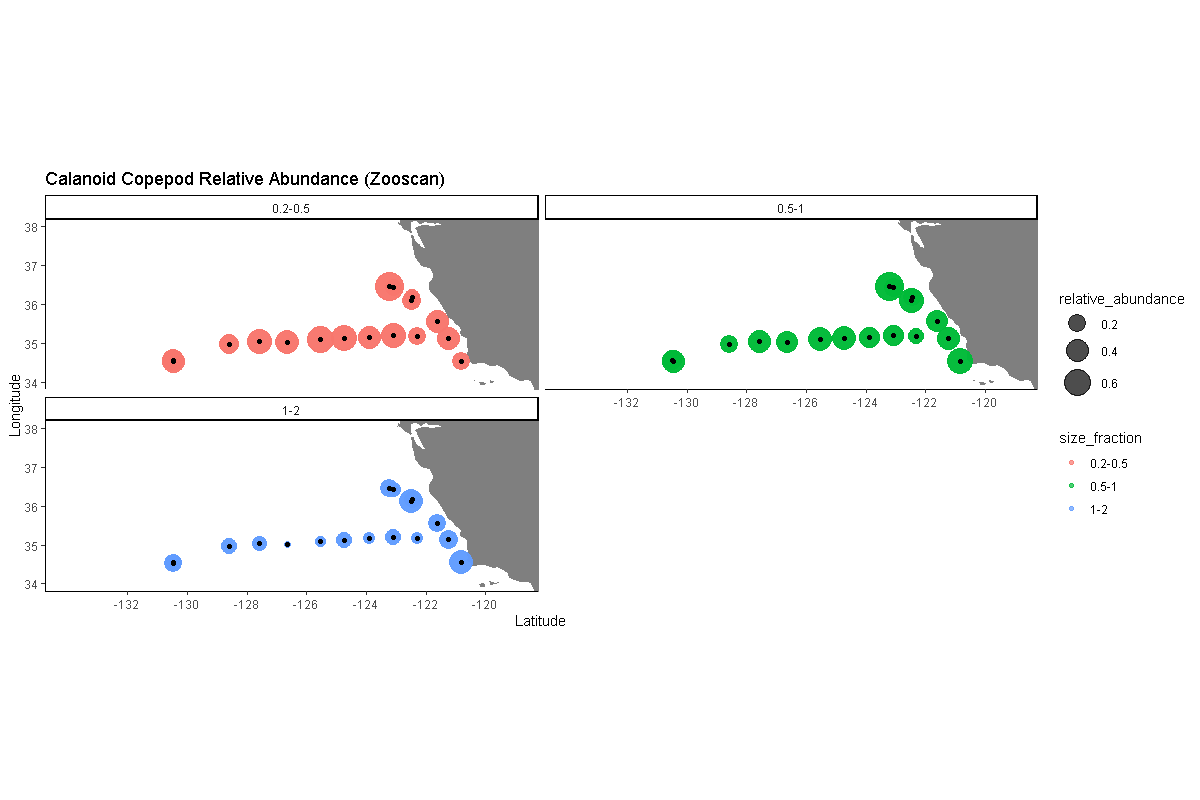 Calanoid Copepod Relative Abundance (Zooscan)
0.2-0.5
0.5-1
38
37
36
35
34
-132 -130 -128 -126 -124 -122 -120
1-2
38
37
36
35
34
-132 -130 -128 -126 -124 -122 -120
Longitude
Latitude
relative_abundance
0.2
0.4
0.6
size_fraction
0.2-0.5
0.5-1
1-2